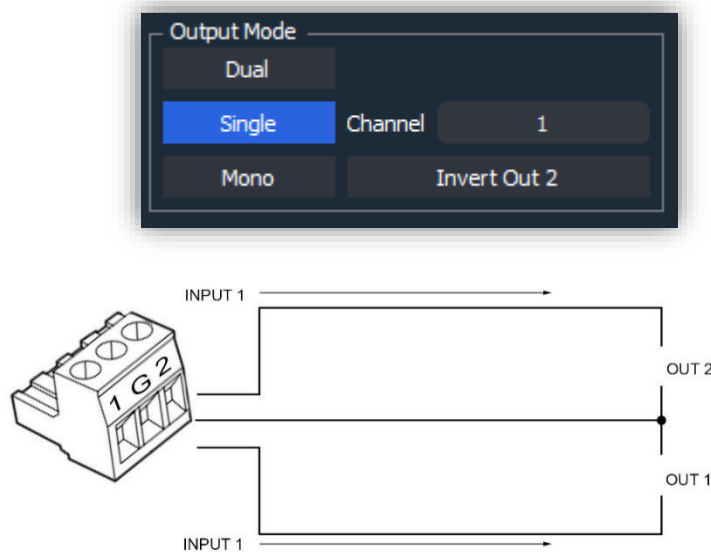 Output Mode
Dual
Single Channel 1
Mono Invert Out 2
INPUT 1
1 G 2
OUT 2
OUT 1
INPUT 1